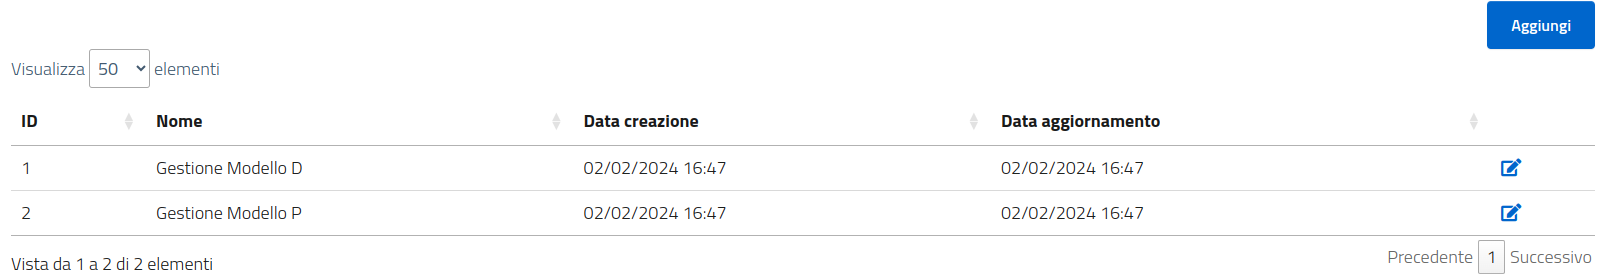 Aggiungi
Visualizza 50 elementi
ID Nome Data creazione Data aggiornamento
1 Gestione Modello D 02/02/2024 16:47 02/02/2024 16:47
2 Gestione Modello P 02/02/2024 16:47 02/02/2024 16:47
Precedente 1 Successivo
Vista da 1 a 2 di 2 elementi